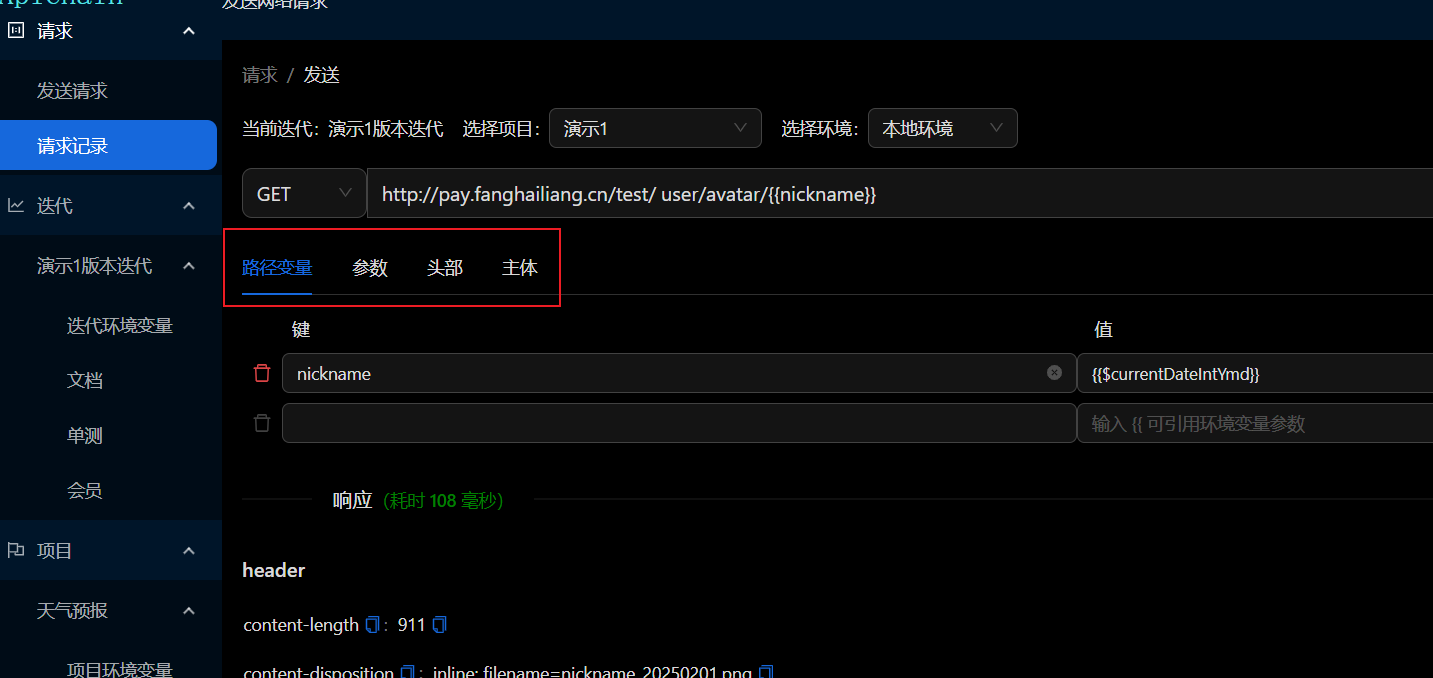 发送网络请求
请求
发送请求
请求记录
迭代
演示1版本迭代
迭代环境变量
文档
单测
会员
项目
天气预报
项目环境变量
请求 / 发送
当前迭代: 演示1版本迭代 选择项目: 演示1 选择环境: 本地环境
GET http://pay.fanghailiang.cn/test/ user/avatar/{{nickname}}
路径变量 参数 头部 主体
键 值
nickname {{$currentDateIntYmd}}
输入 {{ 可引用环境变量参数
响应 (耗时 108 毫秒)
header
content-length : 911
content-disposition : inline; filename=nickname_20250201.png